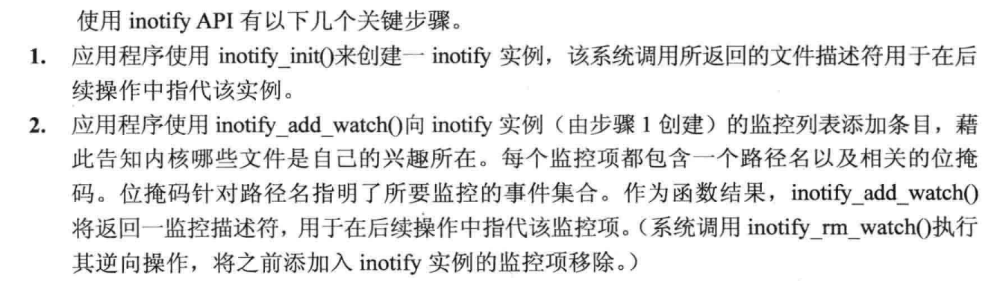 使用 inotify API 有以下几个关键步骤。
1. 应用程序使用 inotify_init()来创建一 inotify 实例，该系统调用所返回的文件描述符用于在后
续操作中指代该实例。
2. 应用程序使用 inotify_add_watch()向 inotify 实例（由步骤 1 创建）的监控列表添加条目，藉
此告知内核哪些文件是自己的兴趣所在。每个监控项都包含一个路径名以及相关的位掩
码。位掩码针对路径名指明了所要监控的事件集合。作为函数结果，inotify_add_watch()
将返回一监控描述符，用于在后续操作中指代该监控项。（系统调用 inotify_rm_watch()执行
其逆向操作，将之前添加入 inotify 实例的监控项移除。）